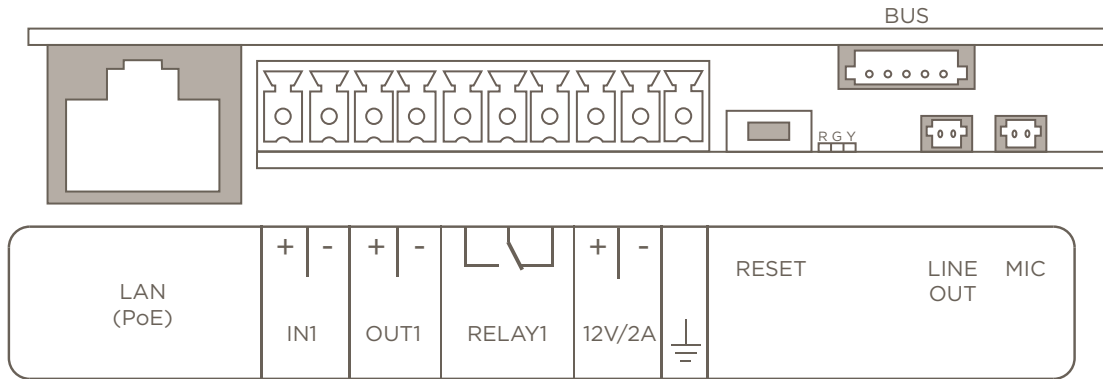 BUS
R G Y
+ - + - + -
LAN
(PoE)
IN1
OUT1
RELAY1
12V/2A
RESET
LINE
OUT
MIC